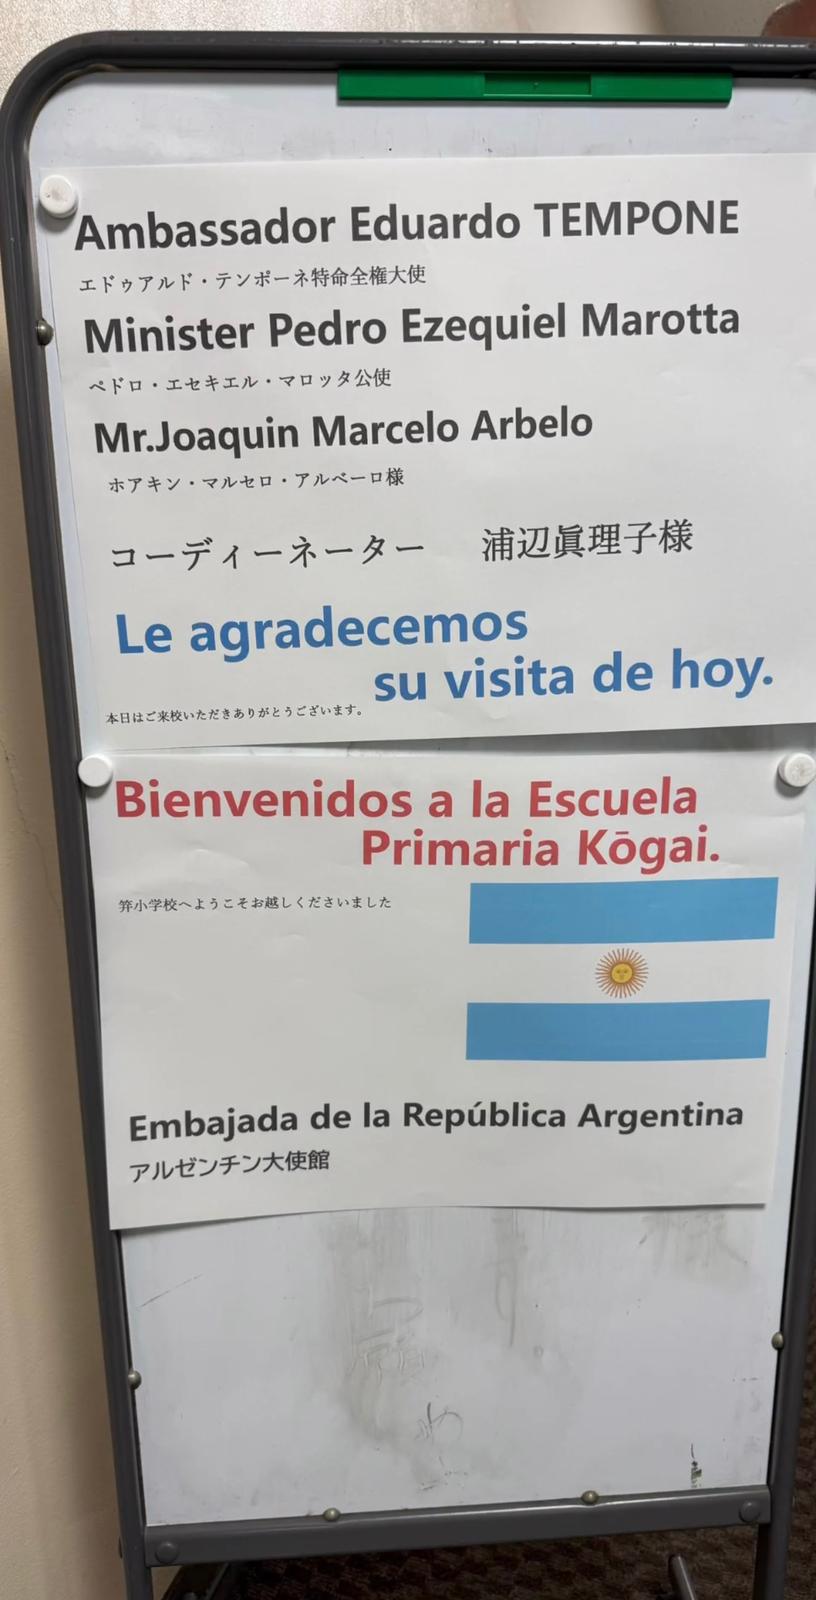 Ambassador Eduardo TEMPONE
エドゥアルド・テンポーネ特命全権大使
Minister Pedro Ezequiel Marotta
ペドロ・エセキエル・マロッタ公使
Mr.Joaquin Marcelo Arbelo
ホアキン・マルセロ・アルベーロ様
コーディーネーター　浦辺眞理子様
Le agradecemos
su visita de hoy.
本日はご来校いただきありがとうございます。
Bienvenidos a la Escuela
Primaria Kōgai.
笄小学校へようこそお越しくださいました
Embajada de la República Argentina
アルゼンチン大使館